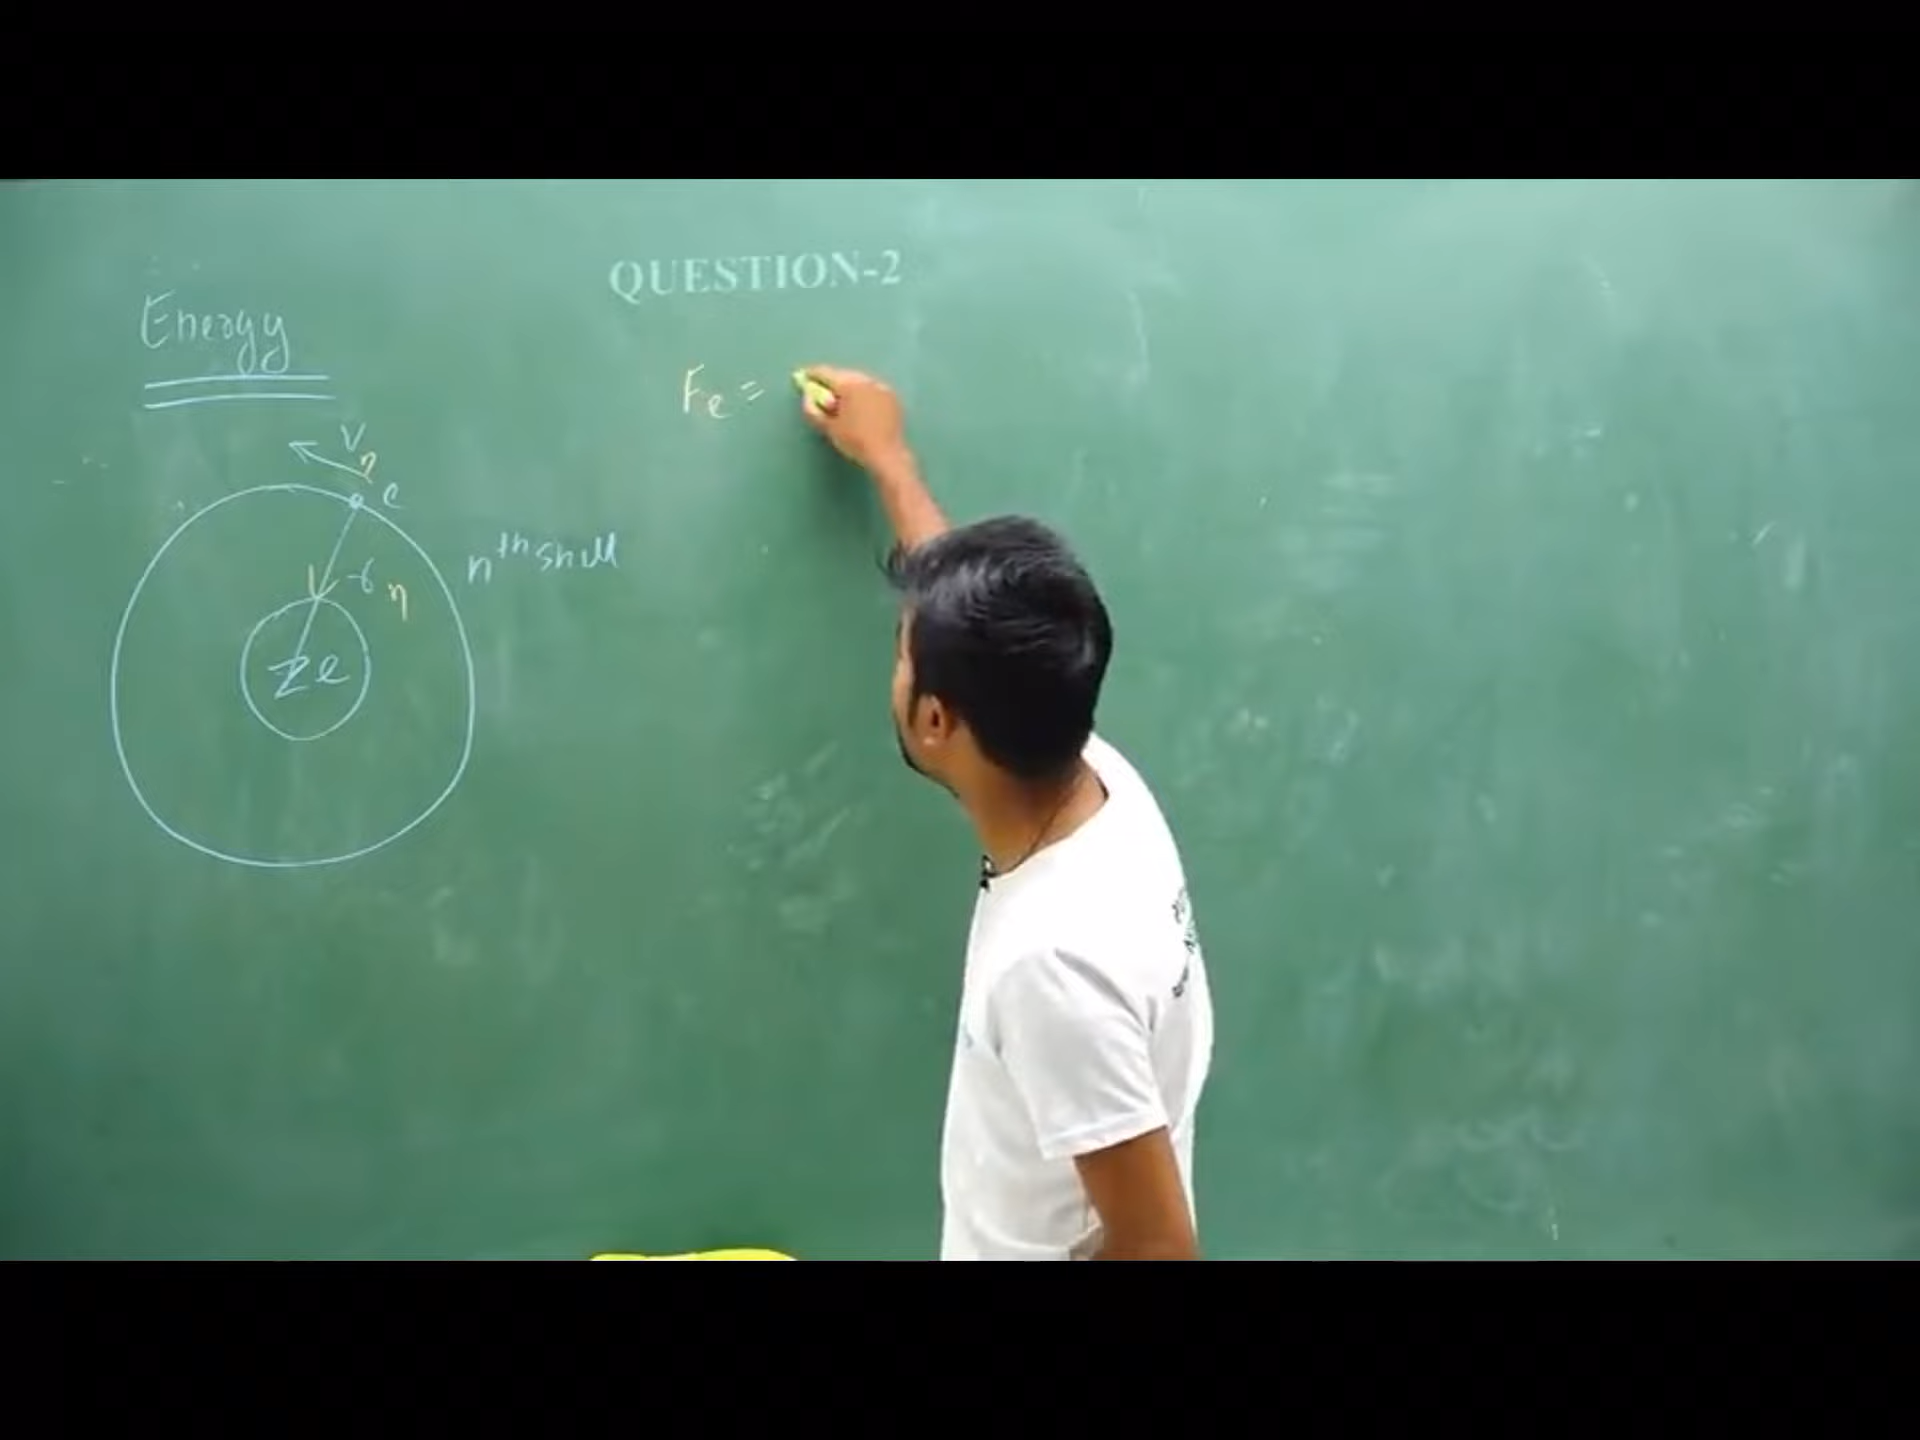 QUESTION-2
Energy
Fe =
Vn
e
nth shell
rn
Ze